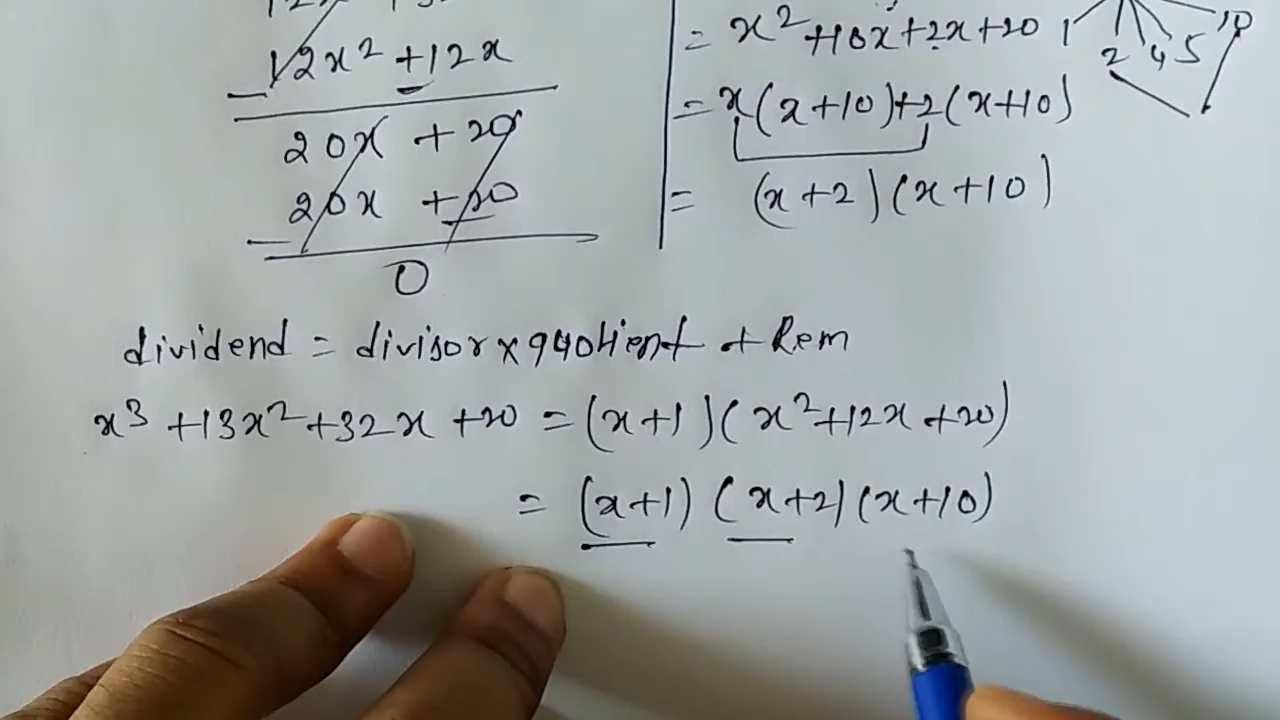 12x² + 12x
20x + 20
20x + 20
0
= x² + 10x + 2x + 20
1 2 4 5 10
= x(x+10)+2(x+10)
= (x+2)(x+10)
dividend = divisor × quotient + Rem
x³ + 13x² + 32x + 20 = (x+1)(x² + 12x + 20)
= (x+1)(x+2)(x+10)